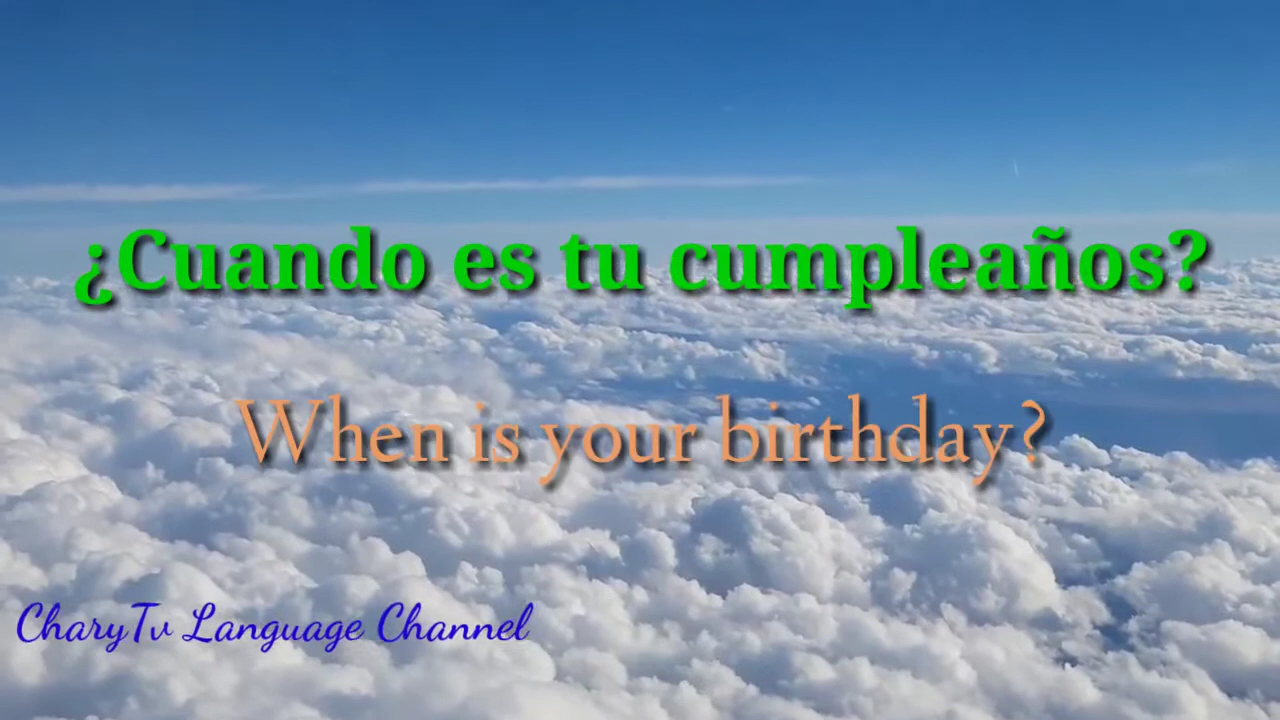 ¿Cuando es tu cumpleaños?
When is your birthday?
CharyTv Language Channel